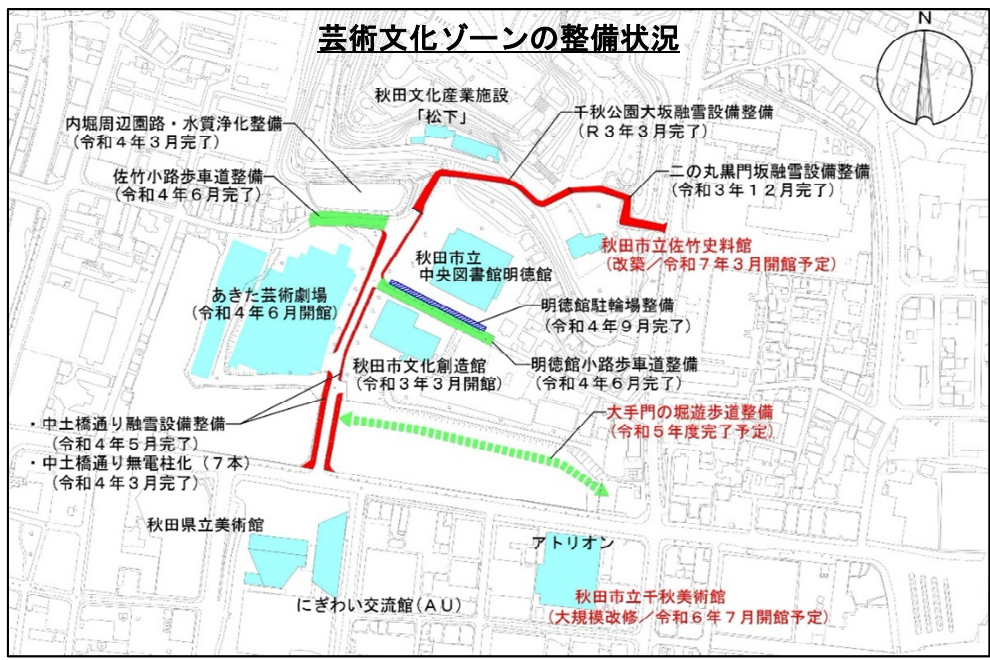 芸術文化ゾーンの整備状況
N
秋田文化産業施設
「松下」
千秋公園大坂融雪設備整備
(R3年3月完了)
内堀周辺園路・水質浄化整備
(令和4年3月完了)
二の丸黒門坂融雪設備整備
(令和3年12月完了)
佐竹小路歩車道整備
(令和4年6月完了)
秋田市立佐竹史料館
(改築/令和7年3月開館予定)
秋田市立
中央図書館明徳館
あきた芸術劇場
(令和4年6月開館)
明徳館駐輪場整備
(令和4年9月完了)
秋田市文化創造館
(令和3年3月開館)
明徳館小路歩車道整備
(令和4年6月完了)
大手門の堀遊歩道整備
(令和5年度完了予定)
・中土橋通り融雪設備整備
(令和4年5月完了)
・中土橋通り無電柱化(7本)
(令和4年3月完了)
秋田県立美術館
アトリオン
にぎわい交流館(AU)
秋田市立千秋美術館
(大規模改修/令和6年7月開館予定)